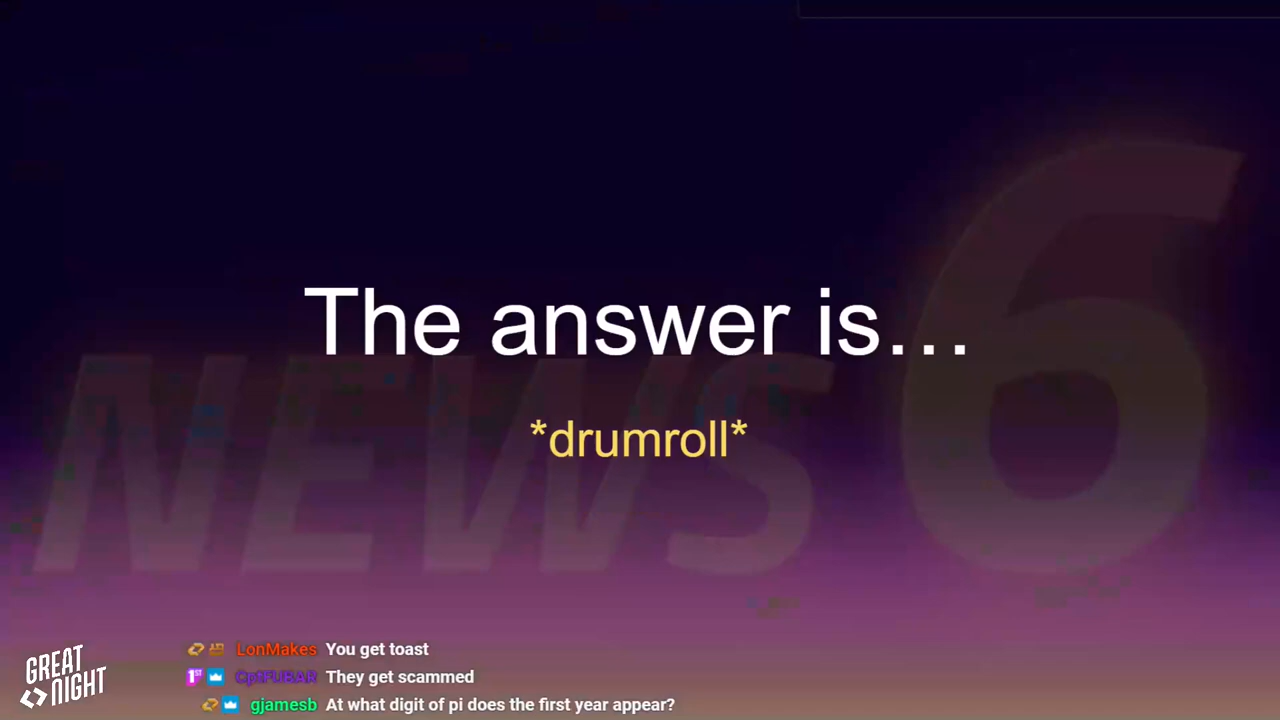 The answer is…
*drumroll*
NEWS 6
LonMakes You get toast
CptFUBAR They get scammed
gjamesb At what digit of pi does the first year appear?
GREAT
NIGHT